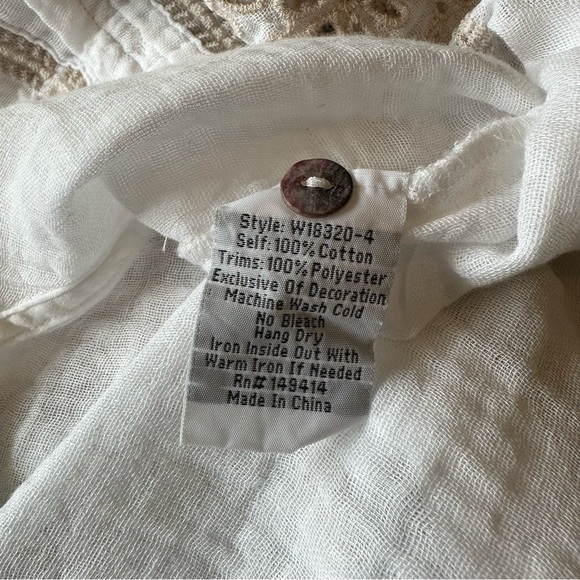 Style: W18320-4
Self: 100% Cotton
Trims: 100% Polyester
Exclusive Of Decoration
Machine Wash Cold
No Bleach
Hang Dry
Iron Inside Out With
Warm Iron If Needed
Rn# 149414
Made In China